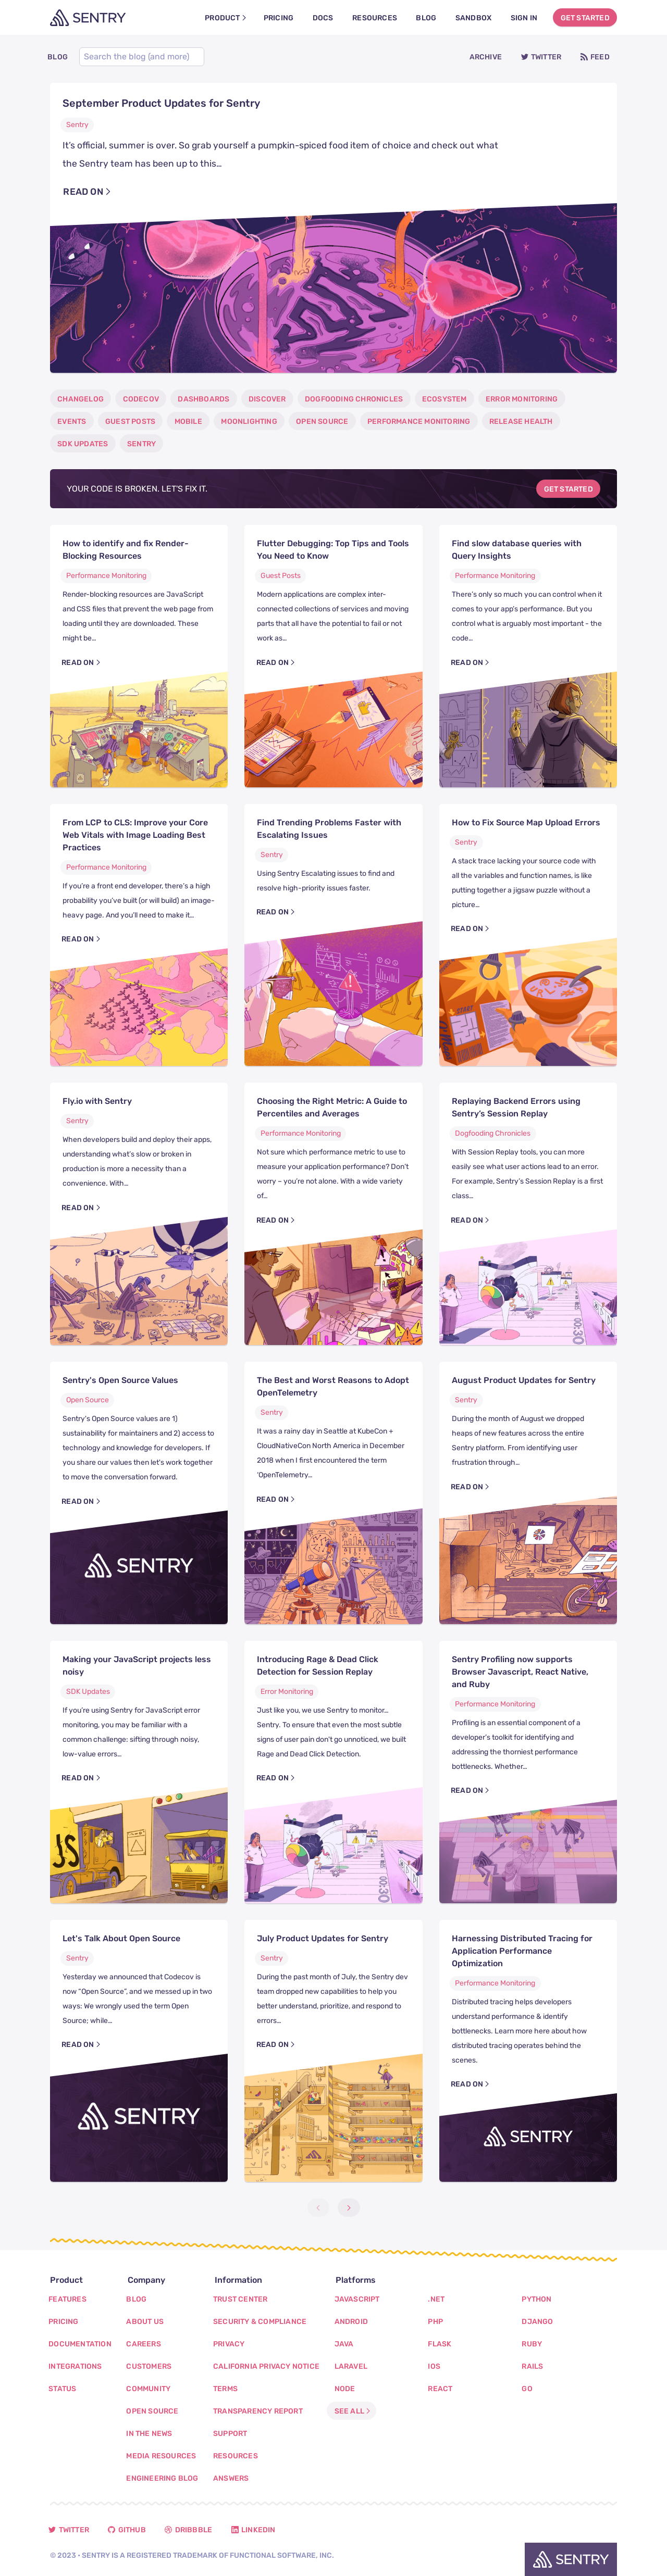 SENTRY
PRODUCT
PRICING
DOCS
RESOURCES
BLOG
SANDBOX
SIGN IN
GET STARTED
BLOG
Search the blog (and more)
ARCHIVE
TWITTER
FEED
September Product Updates for Sentry
Sentry
It's official, summer is over. So grab yourself a pumpkin-spiced food item of choice and check out what
the Sentry team has been up to this…
READ ON
CHANGELOG
CODECOV
DASHBOARDS
DISCOVER
DOGFOODING CHRONICLES
ECOSYSTEM
ERROR MONITORING
EVENTS
GUEST POSTS
MOBILE
MOONLIGHTING
OPEN SOURCE
PERFORMANCE MONITORING
RELEASE HEALTH
SDK UPDATES
SENTRY
YOUR CODE IS BROKEN. LET'S FIX IT.
GET STARTED
How to identify and fix Render-
Blocking Resources
Performance Monitoring
Render-blocking resources are JavaScript
and CSS files that prevent the web page from
loading until they are downloaded. These
might be…
READ ON
Flutter Debugging: Top Tips and Tools
You Need to Know
Guest Posts
Modern applications are complex inter-
connected collections of services and moving
parts that all have the potential to fail or not
work as…
READ ON
Find slow database queries with
Query Insights
Performance Monitoring
There's only so much you can control when it
comes to your app's performance. But you
control what is arguably most important - the
code…
READ ON
From LCP to CLS: Improve your Core
Web Vitals with Image Loading Best
Practices
Performance Monitoring
If you're a front end developer, there's a high
probability you've built (or will build) an image-
heavy page. And you'll need to make it…
READ ON
Find Trending Problems Faster with
Escalating Issues
Sentry
Using Sentry Escalating issues to find and
resolve high-priority issues faster.
READ ON
How to Fix Source Map Upload Errors
Sentry
A stack trace lacking your source code with
all the variables and function names, is like
putting together a jigsaw puzzle without a
picture…
READ ON
START
Fly.io with Sentry
Sentry
When developers build and deploy their apps,
understanding what's slow or broken in
production is more a necessity than a
convenience. With…
READ ON
Choosing the Right Metric: A Guide to
Percentiles and Averages
Performance Monitoring
Not sure which performance metric to use to
measure your application performance? Don't
worry – you're not alone. With a wide variety
of…
READ ON
Replaying Backend Errors using
Sentry's Session Replay
Dogfooding Chronicles
With Session Replay tools, you can more
easily see what user actions lead to an error.
For example, Sentry's Session Replay is a first
class…
READ ON
00:30
Sentry's Open Source Values
Open Source
Sentry's Open Source values are 1)
sustainability for maintainers and 2) access to
technology and knowledge for developers. If
you share our values then let's work together
to move the conversation forward.
READ ON
SENTRY
The Best and Worst Reasons to Adopt
OpenTelemetry
Sentry
It was a rainy day in Seattle at KubeCon +
CloudNativeCon North America in December
2018 when I first encountered the term
'OpenTelemetry…
READ ON
August Product Updates for Sentry
Sentry
During the month of August we dropped
heaps of new features across the entire
Sentry platform. From identifying user
frustration through…
READ ON
Making your JavaScript projects less
noisy
SDK Updates
If you're using Sentry for JavaScript error
monitoring, you may be familiar with a
common challenge: sifting through noisy,
low-value errors…
READ ON
JS
Introducing Rage & Dead Click
Detection for Session Replay
Error Monitoring
Just like you, we use Sentry to monitor…
Sentry. To ensure that even the most subtle
signs of user pain don't go unnoticed, we built
Rage and Dead Click Detection.
READ ON
00:30
Sentry Profiling now supports
Browser Javascript, React Native,
and Ruby
Performance Monitoring
Profiling is an essential component of a
developer's toolkit for identifying and
addressing the thorniest performance
bottlenecks. Whether…
READ ON
Let's Talk About Open Source
Sentry
Yesterday we announced that Codecov is
now "Open Source", and we messed up in two
ways: We wrongly used the term Open
Source; while…
READ ON
SENTRY
July Product Updates for Sentry
Sentry
During the past month of July, the Sentry dev
team dropped new capabilities to help you
better understand, prioritize, and respond to
errors…
READ ON
Harnessing Distributed Tracing for
Application Performance
Optimization
Performance Monitoring
Distributed tracing helps developers
understand performance & identify
bottlenecks. Learn more here about how
distributed tracing operates behind the
scenes.
READ ON
SENTRY
Product
FEATURES
PRICING
DOCUMENTATION
INTEGRATIONS
STATUS
Company
BLOG
ABOUT US
CAREERS
CUSTOMERS
COMMUNITY
OPEN SOURCE
IN THE NEWS
MEDIA RESOURCES
ENGINEERING BLOG
Information
TRUST CENTER
SECURITY & COMPLIANCE
PRIVACY
CALIFORNIA PRIVACY NOTICE
TERMS
TRANSPARENCY REPORT
SUPPORT
RESOURCES
ANSWERS
Platforms
JAVASCRIPT
ANDROID
JAVA
LARAVEL
NODE
SEE ALL
.NET
PHP
FLASK
IOS
REACT
PYTHON
DJANGO
RUBY
RAILS
GO
TWITTER
GITHUB
DRIBBBLE
LINKEDIN
© 2023 • SENTRY IS A REGISTERED TRADEMARK OF FUNCTIONAL SOFTWARE, INC.
SENTRY